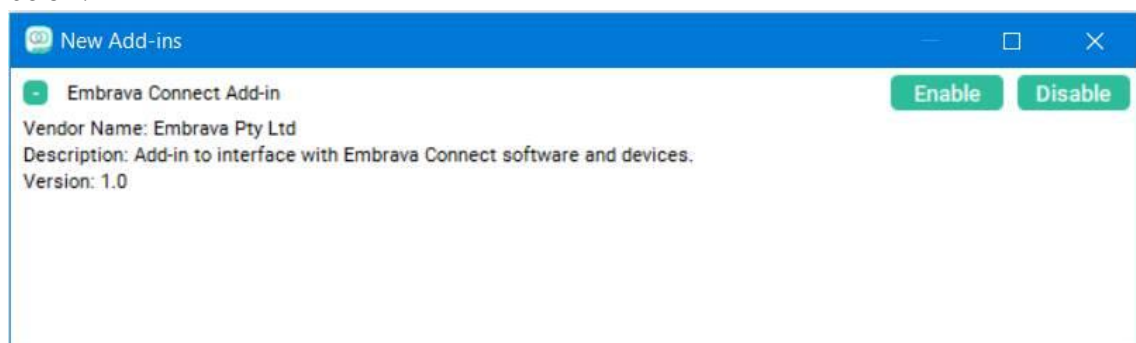 New Add-ins
- Embrava Connect Add-in Enable Disable
Vendor Name: Embrava Pty Ltd
Description: Add-in to interface with Embrava Connect software and devices.
Version: 1.0